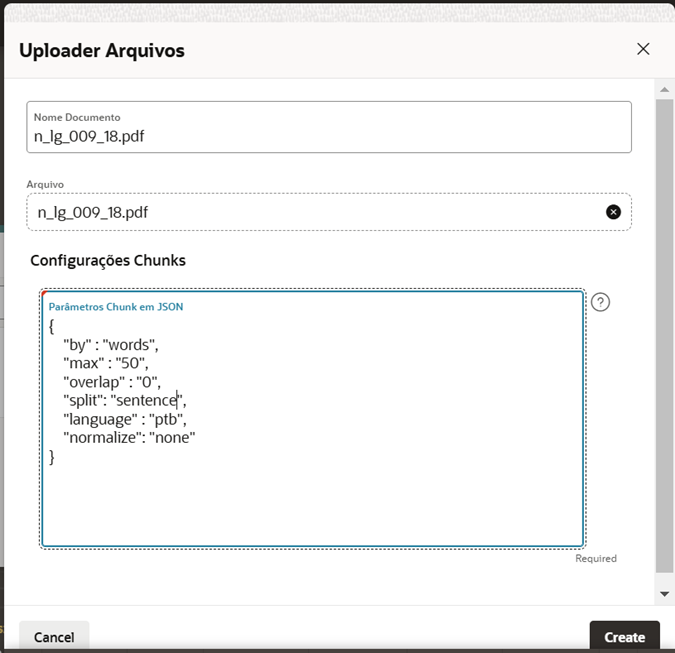 Uploader Arquivos
Nome Documento
n_lg_009_18.pdf
Arquivo
n_lg_009_18.pdf
Configurações Chunks
Parâmetros Chunk em JSON
{
"by" : "words",
"max" : "50",
"overlap" : "0",
"split": "sentence",
"language" : "ptb",
"normalize": "none"
}
Required
Cancel
Create